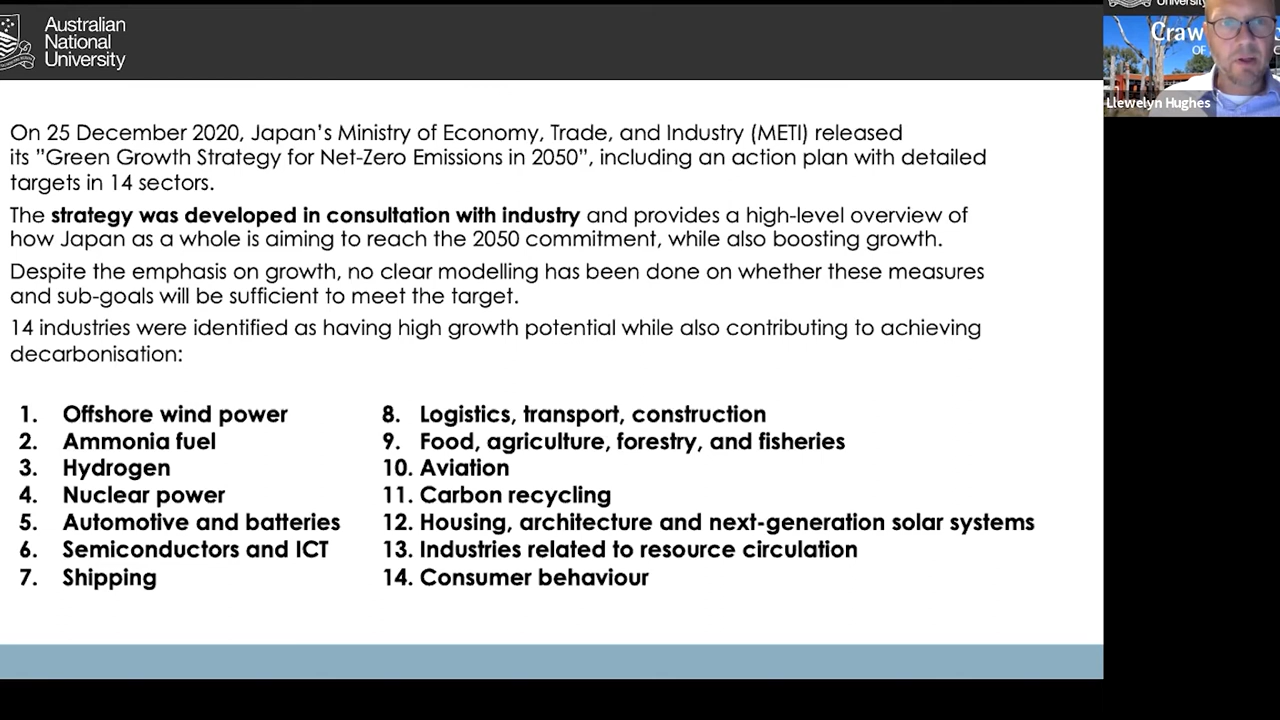 Australian
National
University
On 25 December 2020, Japan's Ministry of Economy, Trade, and Industry (METI) released
its "Green Growth Strategy for Net-Zero Emissions in 2050", including an action plan with detailed
targets in 14 sectors.
The strategy was developed in consultation with industry and provides a high-level overview of
how Japan as a whole is aiming to reach the 2050 commitment, while also boosting growth.
Despite the emphasis on growth, no clear modelling has been done on whether these measures
and sub-goals will be sufficient to meet the target.
14 industries were identified as having high growth potential while also contributing to achieving
decarbonisation:
1. Offshore wind power
2. Ammonia fuel
3. Hydrogen
4. Nuclear power
5. Automotive and batteries
6. Semiconductors and ICT
7. Shipping
8. Logistics, transport, construction
9. Food, agriculture, forestry, and fisheries
10. Aviation
11. Carbon recycling
12. Housing, architecture and next-generation solar systems
13. Industries related to resource circulation
14. Consumer behaviour
Craw
OF
Llewelyn Hughes